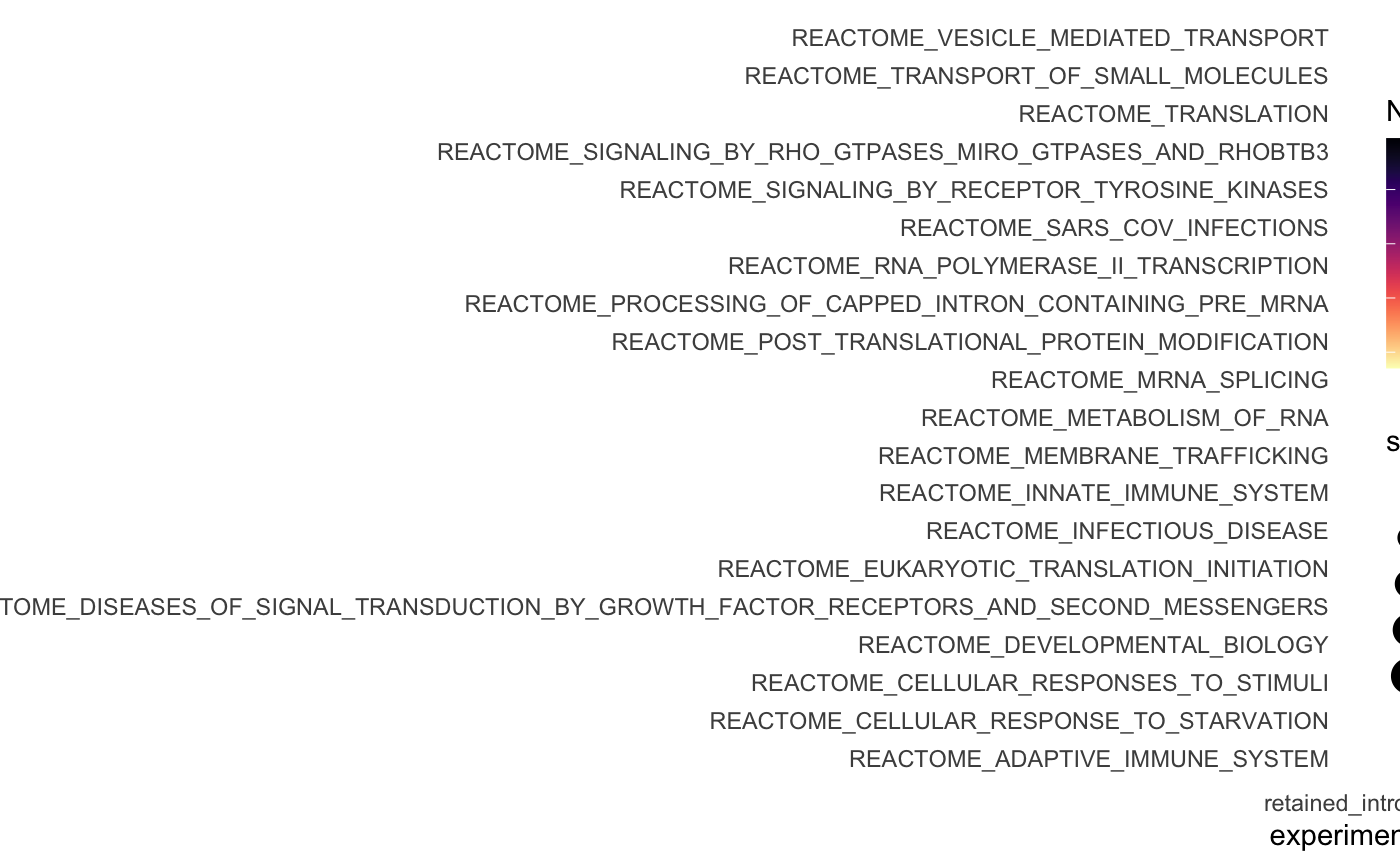 REACTOME_VESICLE_MEDIATED_TRANSPORT
REACTOME_TRANSPORT_OF_SMALL_MOLECULES
REACTOME_TRANSLATION
N
REACTOME_SIGNALING_BY_RHO_GTPASES_MIRO_GTPASES_AND_RHOBTB3
REACTOME_SIGNALING_BY_RECEPTOR_TYROSINE_KINASES
REACTOME_SARS_COV_INFECTIONS
REACTOME_RNA_POLYMERASE_II_TRANSCRIPTION
REACTOME_PROCESSING_OF_CAPPED_INTRON_CONTAINING_PRE_MRNA
REACTOME_POST_TRANSLATIONAL_PROTEIN_MODIFICATION
REACTOME_MRNA_SPLICING
REACTOME_METABOLISM_OF_RNA
s
REACTOME_MEMBRANE_TRAFFICKING
REACTOME_INNATE_IMMUNE_SYSTEM
REACTOME_INFECTIOUS_DISEASE
REACTOME_EUKARYOTIC_TRANSLATION_INITIATION
TOME_DISEASES_OF_SIGNAL_TRANSDUCTION_BY_GROWTH_FACTOR_RECEPTORS_AND_SECOND_MESSENGERS
REACTOME_DEVELOPMENTAL_BIOLOGY
REACTOME_CELLULAR_RESPONSES_TO_STIMULI
REACTOME_CELLULAR_RESPONSE_TO_STARVATION
REACTOME_ADAPTIVE_IMMUNE_SYSTEM
retained_intro
experimen